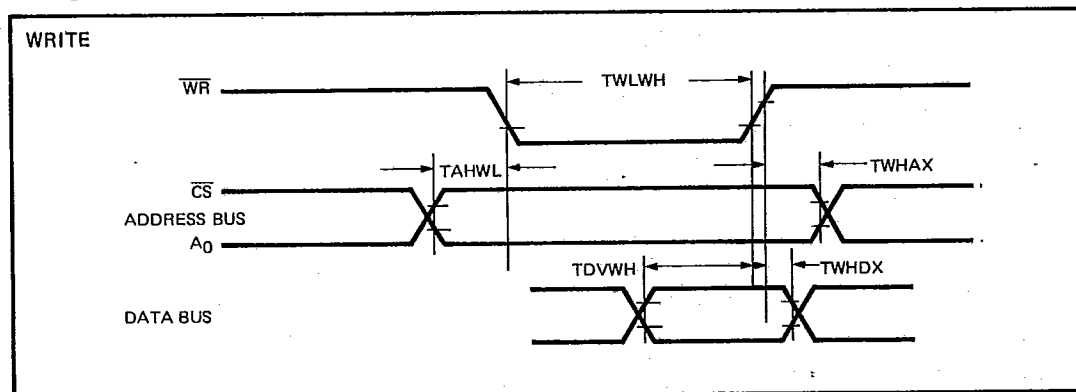 WRITE
WR
TWLWH
TAHWL
TWHAX
CS
ADDRESS BUS
A0
TDVWH
TWHDX
DATA BUS